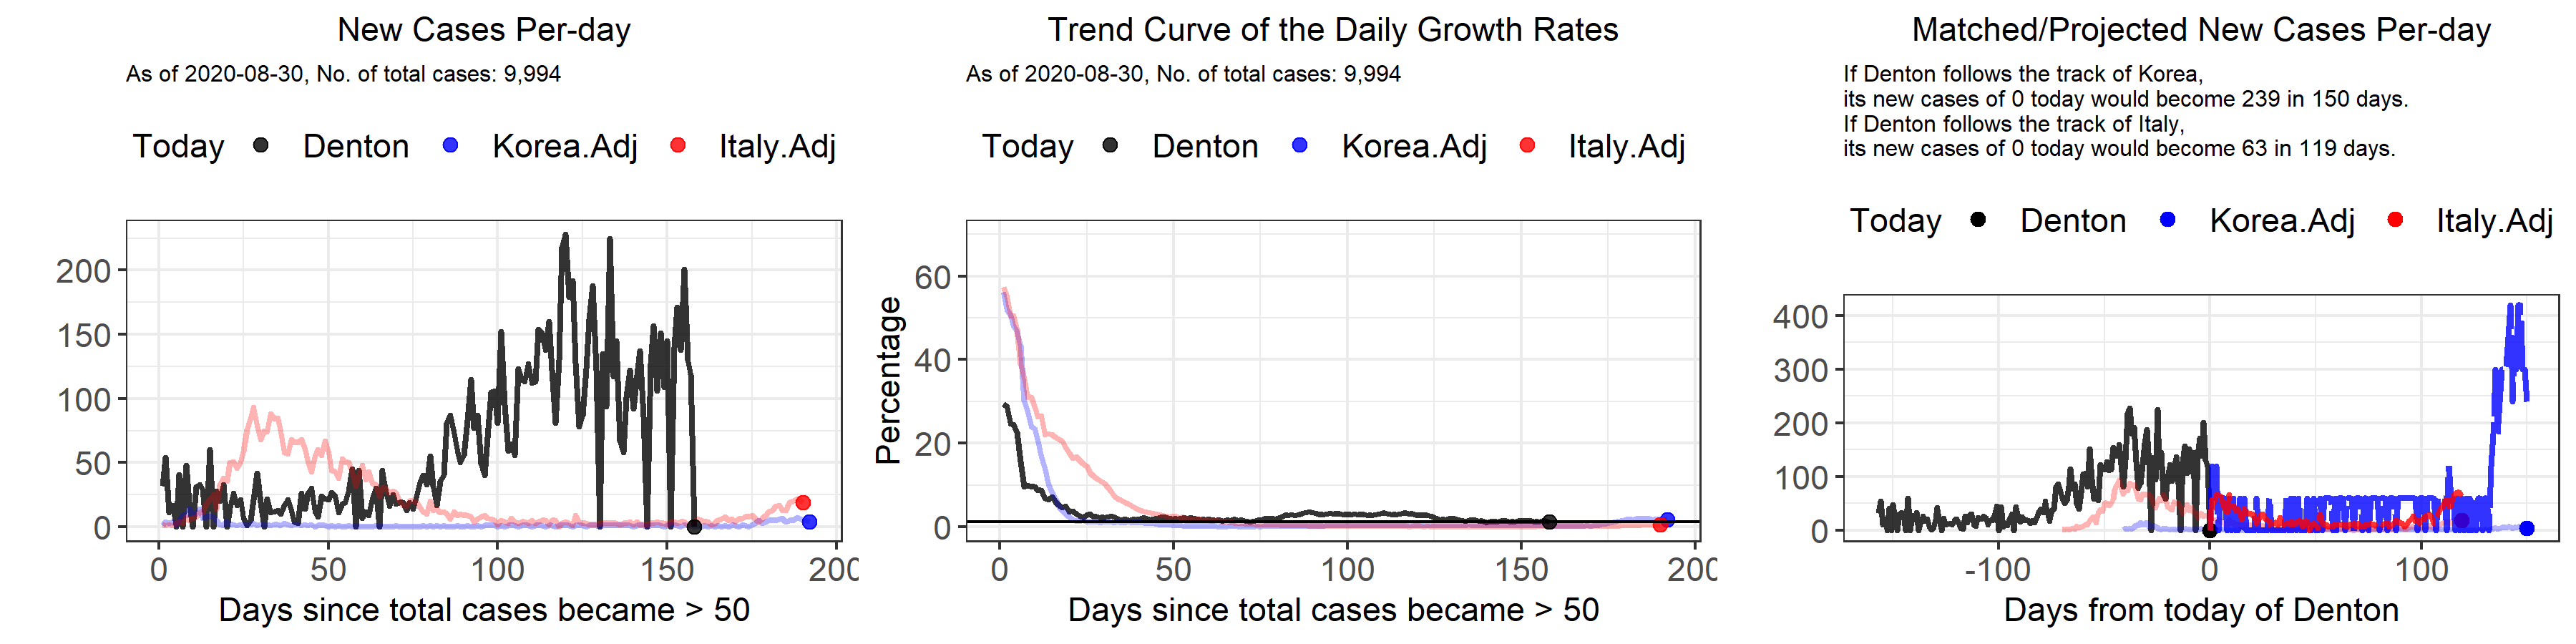 New Cases Per-day
As of 2020-08-30, No. of total cases: 9,994
Today Denton Korea.Adj Italy.Adj
200
150
100
50
0
0 50 100 150 200
Days since total cases became > 50
Trend Curve of the Daily Growth Rates
As of 2020-08-30, No. of total cases: 9,994
Today Denton Korea.Adj Italy.Adj
Percentage
60
40
20
0
0 50 100 150 200
Days since total cases became > 50
Matched/Projected New Cases Per-day
If Denton follows the track of Korea,
its new cases of 0 today would become 239 in 150 days.
If Denton follows the track of Italy,
its new cases of 0 today would become 63 in 119 days.
Today Denton Korea.Adj Italy.Adj
400
300
200
100
0
-100 0 100
Days from today of Denton